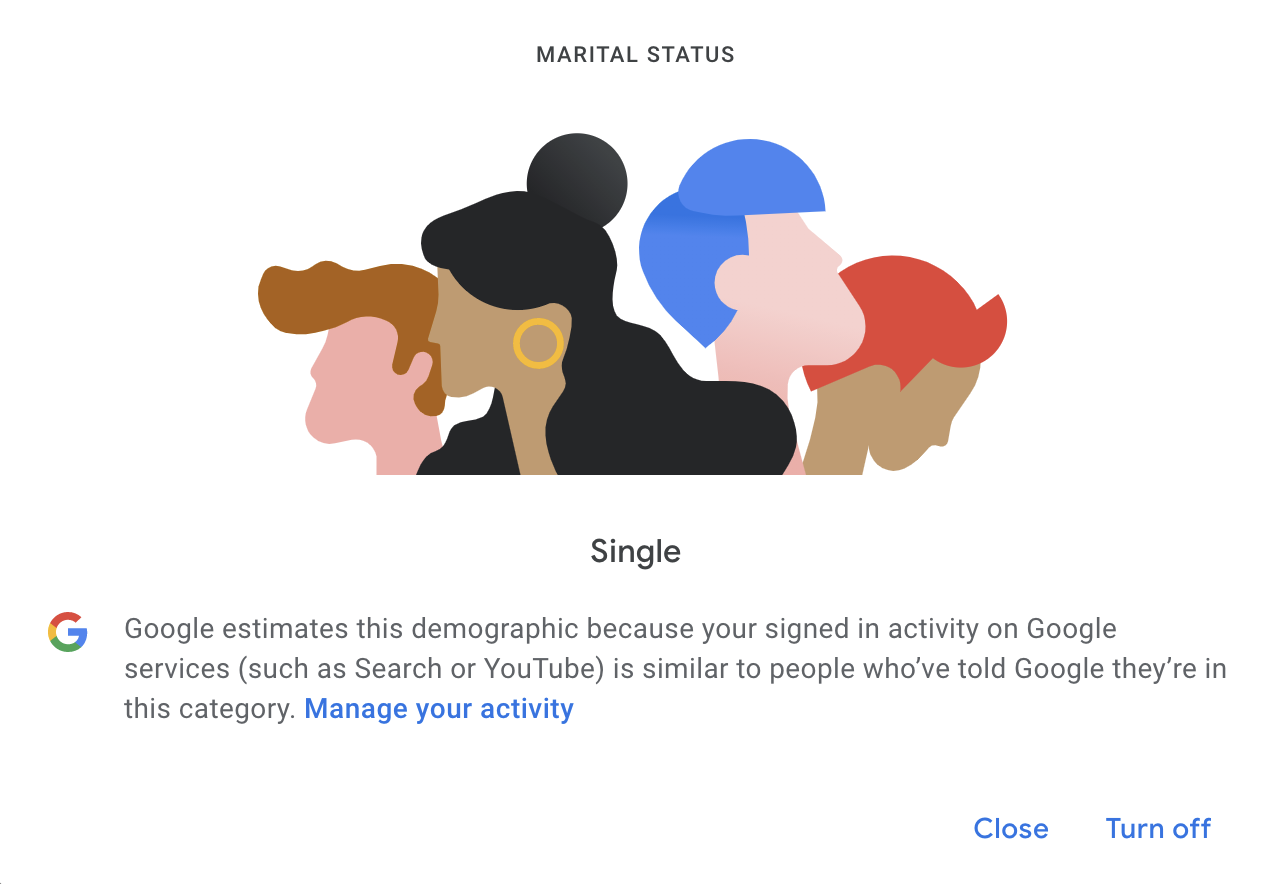 MARITAL STATUS
Single
Google estimates this demographic because your signed in activity on Google
services (such as Search or YouTube) is similar to people who’ve told Google they’re in
this category. Manage your activity
Close Turn off